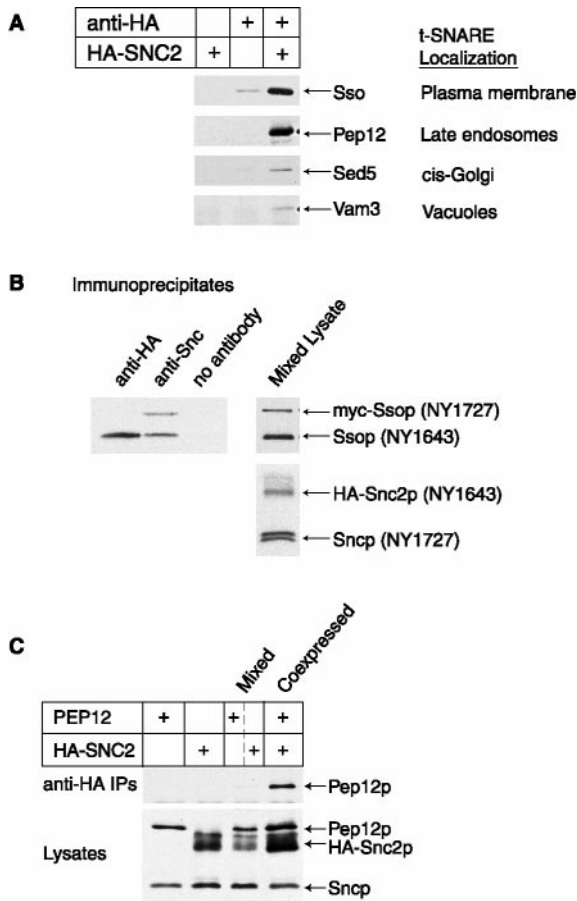 A
anti-HA + +
HA-SNC2 + +
t-SNARE
Localization
Sso Plasma membrane
Pep12 Late endosomes
Sed5 cis-Golgi
Vam3 Vacuoles
B
Immunoprecipitates
anti-HA
anti-Snc
no antibody
Mixed Lysate
myc-Ssop (NY1727)
Ssop (NY1643)
HA-Snc2p (NY1643)
Sncp (NY1727)
C
Mixed
Coexpressed
PEP12 + + +
HA-SNC2 + + +
anti-HA IPs Pep12p
Lysates
Pep12p
HA-Snc2p
Sncp